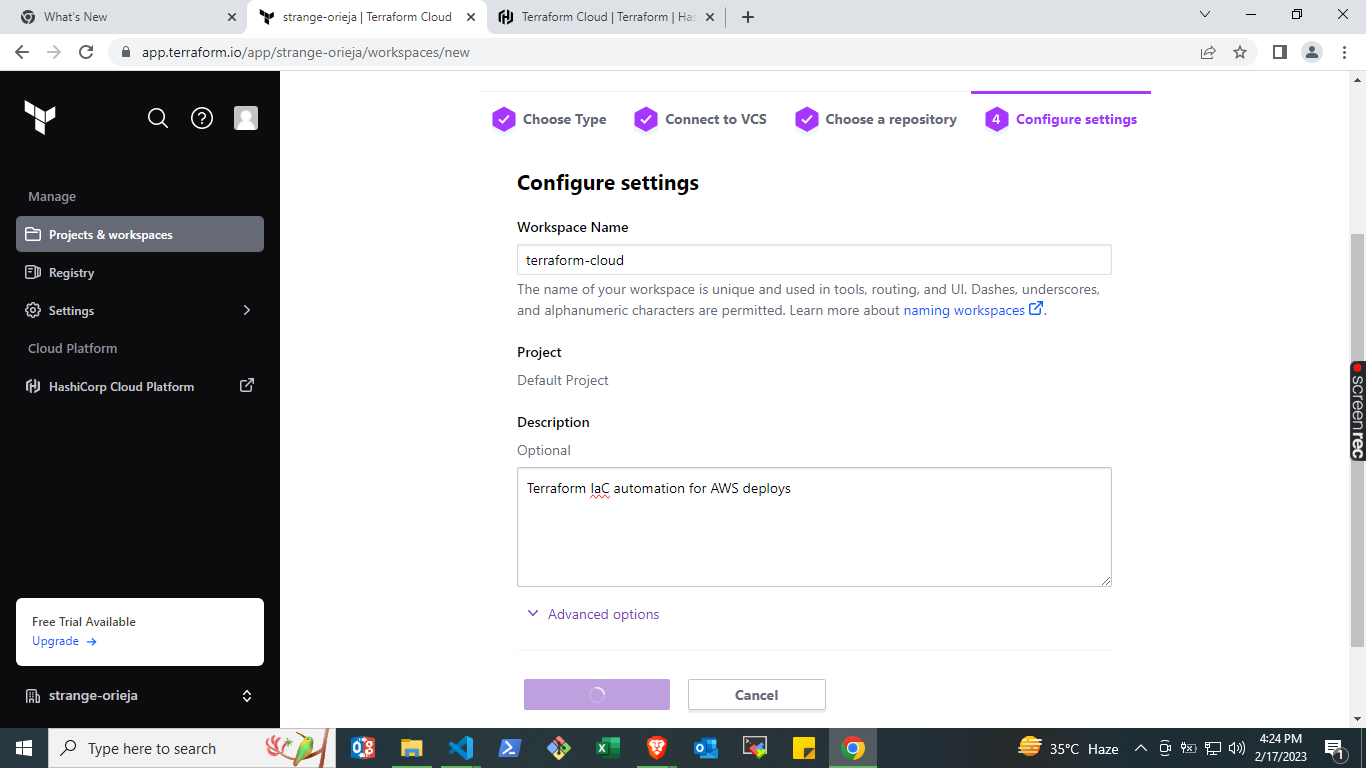 What's New
strange-orieja | Terraform Cloud
Terraform Cloud | Terraform | Has
app.terraform.io/app/strange-orieja/workspaces/new
Choose Type
Connect to VCS
Choose a repository
4 Configure settings
Manage
Projects & workspaces
Registry
Settings
Cloud Platform
HashiCorp Cloud Platform
Free Trial Available
Upgrade →
strange-orieja
Configure settings
Workspace Name
terraform-cloud
The name of your workspace is unique and used in tools, routing, and UI. Dashes, underscores,
and alphanumeric characters are permitted. Learn more about naming workspaces.
Project
Default Project
Description
Optional
Terraform IaC automation for AWS deploys
Advanced options
Cancel
screenrec
Type here to search
35°C Haze
4:24 PM
2/17/2023
1